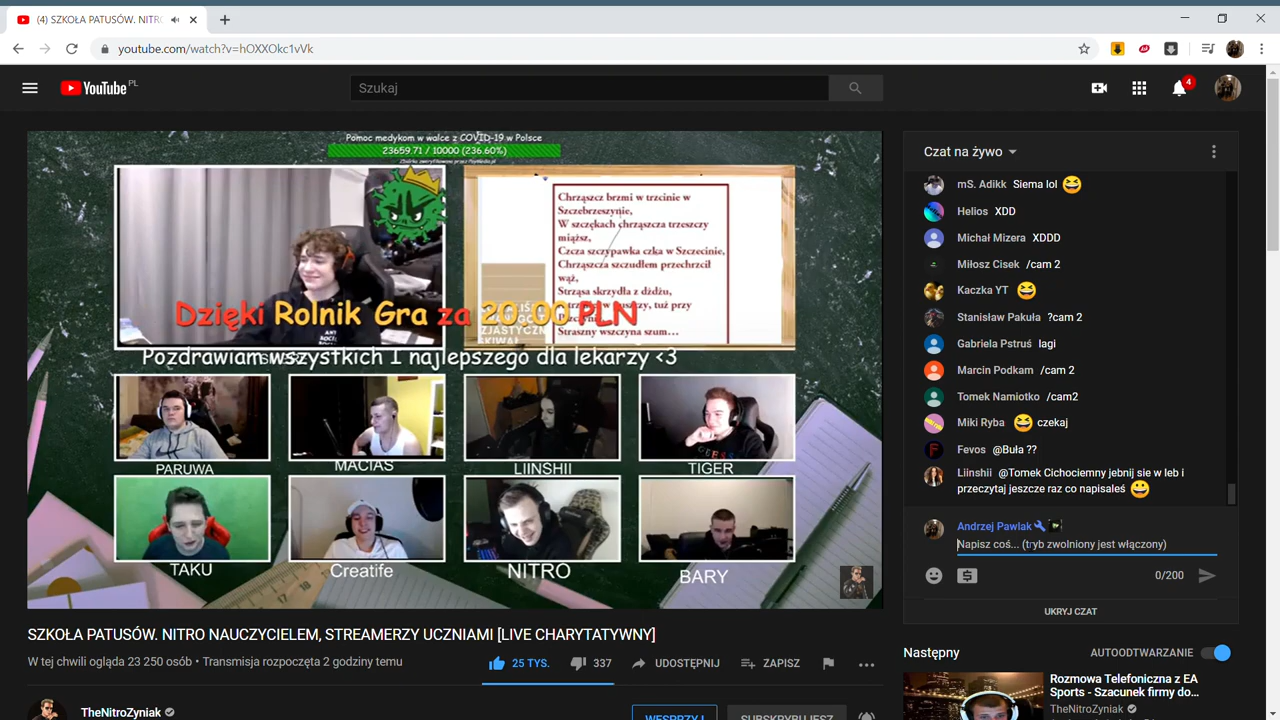 (4) SZKOŁA PATUSÓW. NITRO
youtube.com/watch?v=hOXXOkc1vVk
YouTube PL
Szukaj
4
Pomoc medykom w walce z COVID-19 w Polsce
23659.71 / 10000 (236.60%)
Chrząszcz brzmi w trzcinie w
Szczebrzeszynie,
W szczękach chrząszcza trzeszczy
miąższ,
Czcza szczypawka czka w Szczecinie,
Chrząszcza szczudłem przechrzcił
wąż,
Strząsa skrzydła z dżdżu,
tuż przy
Straszny wszczyna szum…
Dzięki Rolnik Gra za 20.00 PLN
Pozdrawiam wszystkich I najlepszego dla lekarzy <3
PARUWA
MACIAS
LIINSHII
TIGER
TAKU
Creatife
NITRO
BARY
SZKOŁA PATUSÓW. NITRO NAUCZYCIELEM, STREAMERZY UCZNIAMI [LIVE CHARYTATYWNY]
W tej chwili ogląda 23 250 osób • Transmisja rozpoczęta 2 godziny temu
25 TYS.
337
UDOSTĘPNIJ
ZAPISZ
TheNitroZyniak
WESPRZYJ
SUBSKRYBUJESZ
Czat na żywo
mS. Adikk Siema lol 😆
Helios XDD
Michał Mizera XDDD
Miłosz Cisek /cam 2
Kaczka YT 😆
Stanisław Pakuła ?cam 2
Gabriela Pstruś lagi
Marcin Podkam /cam 2
Tomek Namiotko /cam2
Miki Ryba 😆 czekaj
Fevos @Buła ??
Liinshii @Tomek Cichociemny jebnij sie w leb i
przeczytaj jeszcze raz co napisaleś 😀
Andrzej Pawlak
Napisz coś... (tryb zwolniony jest włączony)
0/200
UKRYJ CZAT
Następny
AUTOODTWARZANIE
Rozmowa Telefoniczna z EA
Sports - Szacunek firmy do...
TheNitroZyniak